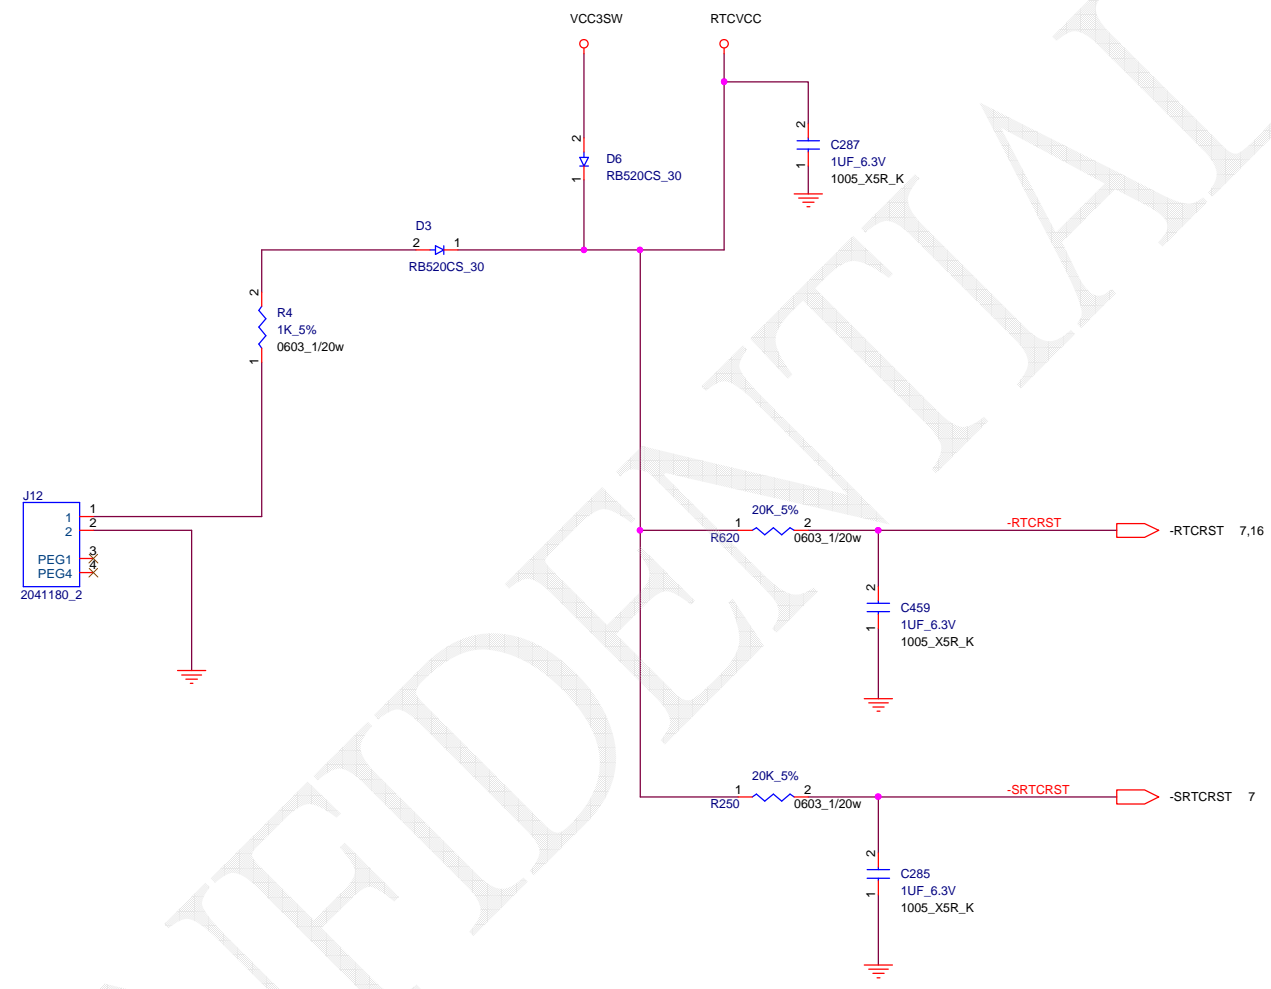 VCC3SW
RTCVCC
2
1
D6
RB520CS_30
2
1
C287
1UF_6.3V
1005_X5R_K
D3
2
1
RB520CS_30
2
1
R4
1K_5%
0603_1/20w
J12
1
2
PEG1
PEG4
1
2
3
4
2041180_2
20K_5%
1
2
R620
0603_1/20w
-RTCRST
-RTCRST 7,16
2
1
C459
1UF_6.3V
1005_X5R_K
20K_5%
1
2
R250
0603_1/20w
-SRTCRST
-SRTCRST 7
2
1
C285
1UF_6.3V
1005_X5R_K
NFIDENTIAL